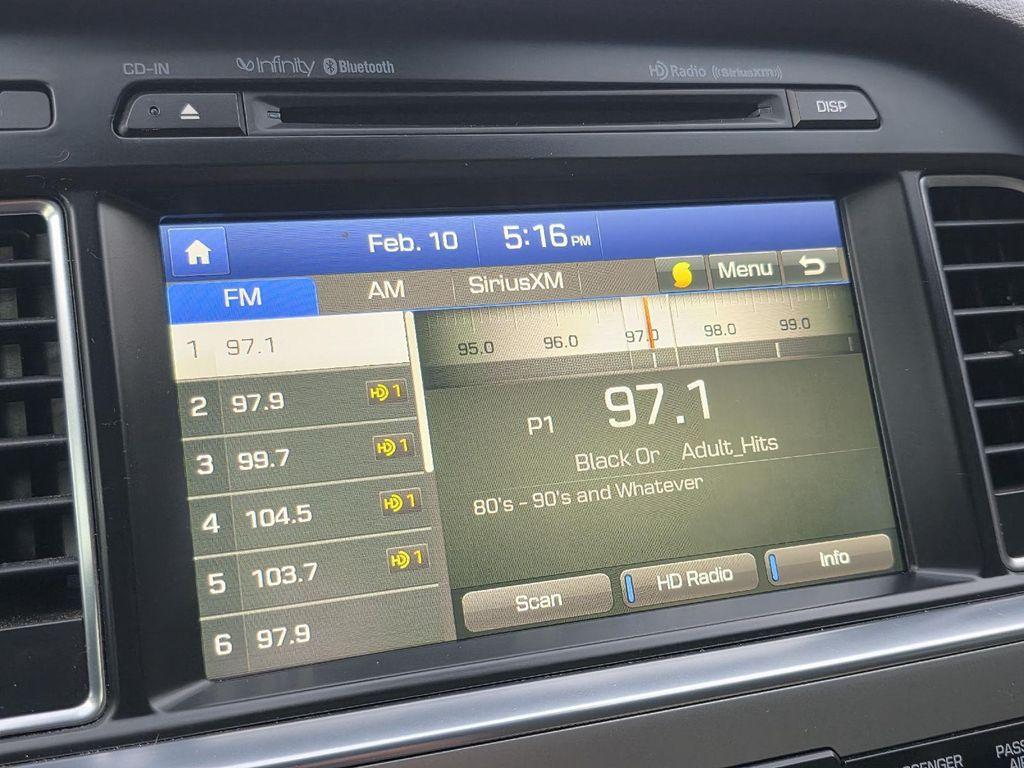 CD-IN Infinity Bluetooth HD Radio ((SiriusXM))
DISP
Feb. 10 5:16 PM
FM AM SiriusXM Menu
1 97.1
2 97.9 HD 1
3 99.7 HD 1
4 104.5 HD 1
5 103.7 HD 1
6 97.9
95.0 96.0 97.0 98.0 99.0
P1 97.1
Black Or Adult_Hits
80's - 90's and Whatever
Scan HD Radio Info